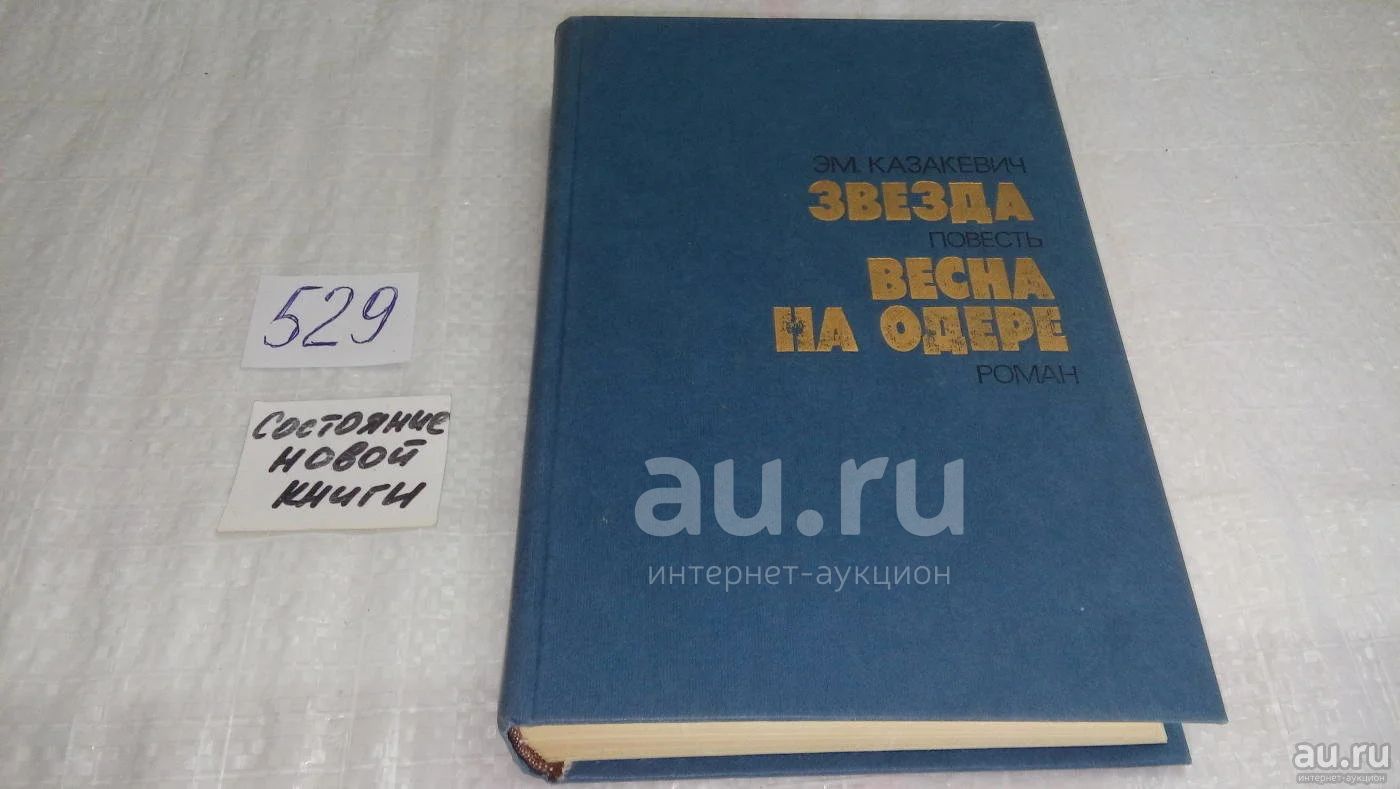 ЭМ. КАЗАКЕВИЧ
ЗВЕЗДА
ПОВЕСТЬ
ВЕСНА
НА ОДЕРЕ
РОМАН
529
Состояние
новой
книги
au.ru
интернет-аукцион
au.ru
интернет-аукцион